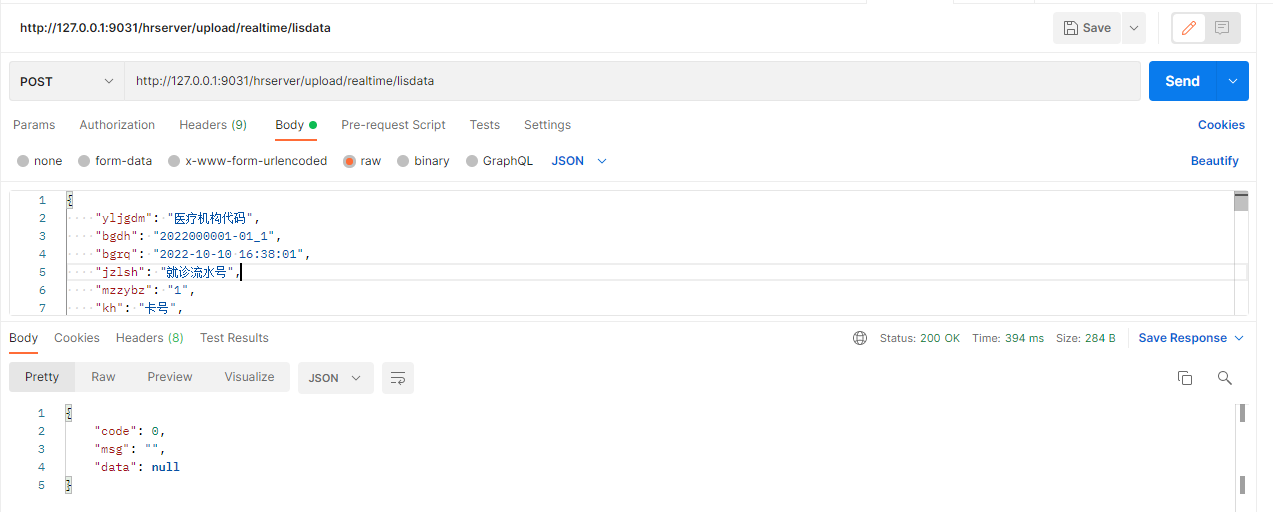 http://127.0.0.1:9031/hrserver/upload/realtime/lisdata
Save
POST
http://127.0.0.1:9031/hrserver/upload/realtime/lisdata
Send
Params Authorization Headers (9) Body Pre-request Script Tests Settings Cookies
none form-data x-www-form-urlencoded raw binary GraphQL JSON Beautify
1 {
2 "yljgdm": "医疗机构代码",
3 "bgdh": "2022000001-01_1",
4 "bgrq": "2022-10-10 16:38:01",
5 "jzlsh": "就诊流水号",
6 "mzzybz": "1",
7 "kh": "卡号",
Body Cookies Headers (8) Test Results Status: 200 OK Time: 394 ms Size: 284 B Save Response
Pretty Raw Preview Visualize JSON
1 {
2 "code": 0,
3 "msg": "",
4 "data": null
5 }